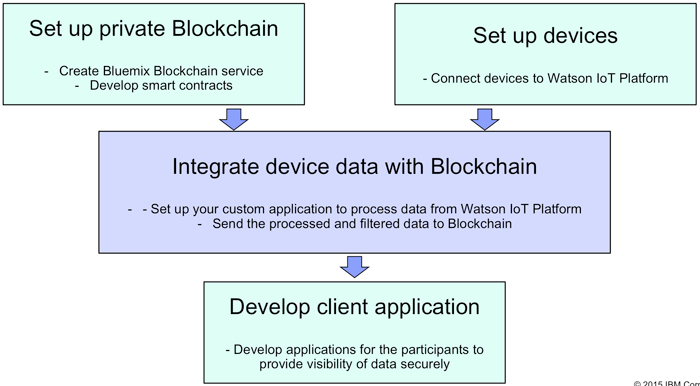 Set up private Blockchain
- Create Bluemix Blockchain service
- Develop smart contracts
Set up devices
- Connect devices to Watson IoT Platform
Integrate device data with Blockchain
- - Set up your custom application to process data from Watson IoT Platform
- Send the processed and filtered data to Blockchain
Develop client application
- Develop applications for the participants to
provide visibility of data securely
© 2015 IBM